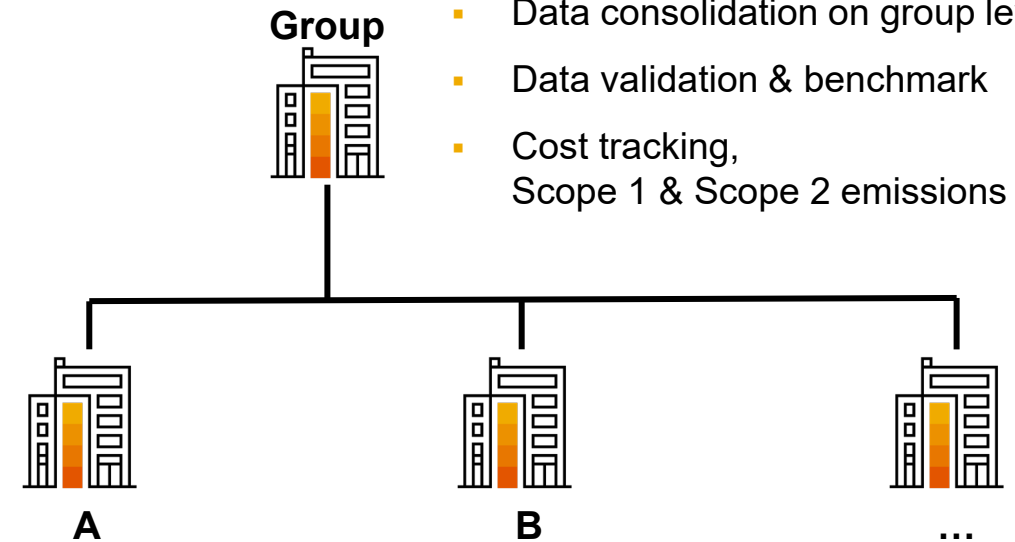 Group
▪ Data consolidation on group le
▪ Data validation & benchmark
▪ Cost tracking,
Scope 1 & Scope 2 emissions
A
B
...